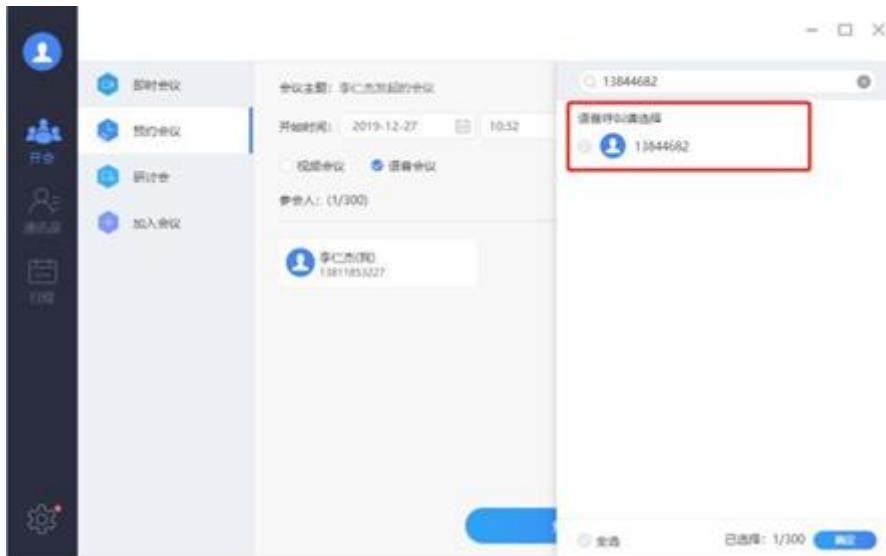 即时会议
预约会议
研讨会
加入会议
开会
通讯录
日程
会议主题：李仁杰发起的会议
开始时间： 2019-12-27 10:52
视频会议 语音会议
参会人：(1/300)
李仁杰(我)
13811853227
13844682
语音呼叫请选择
13844682
全选 已选择：1/300 确定